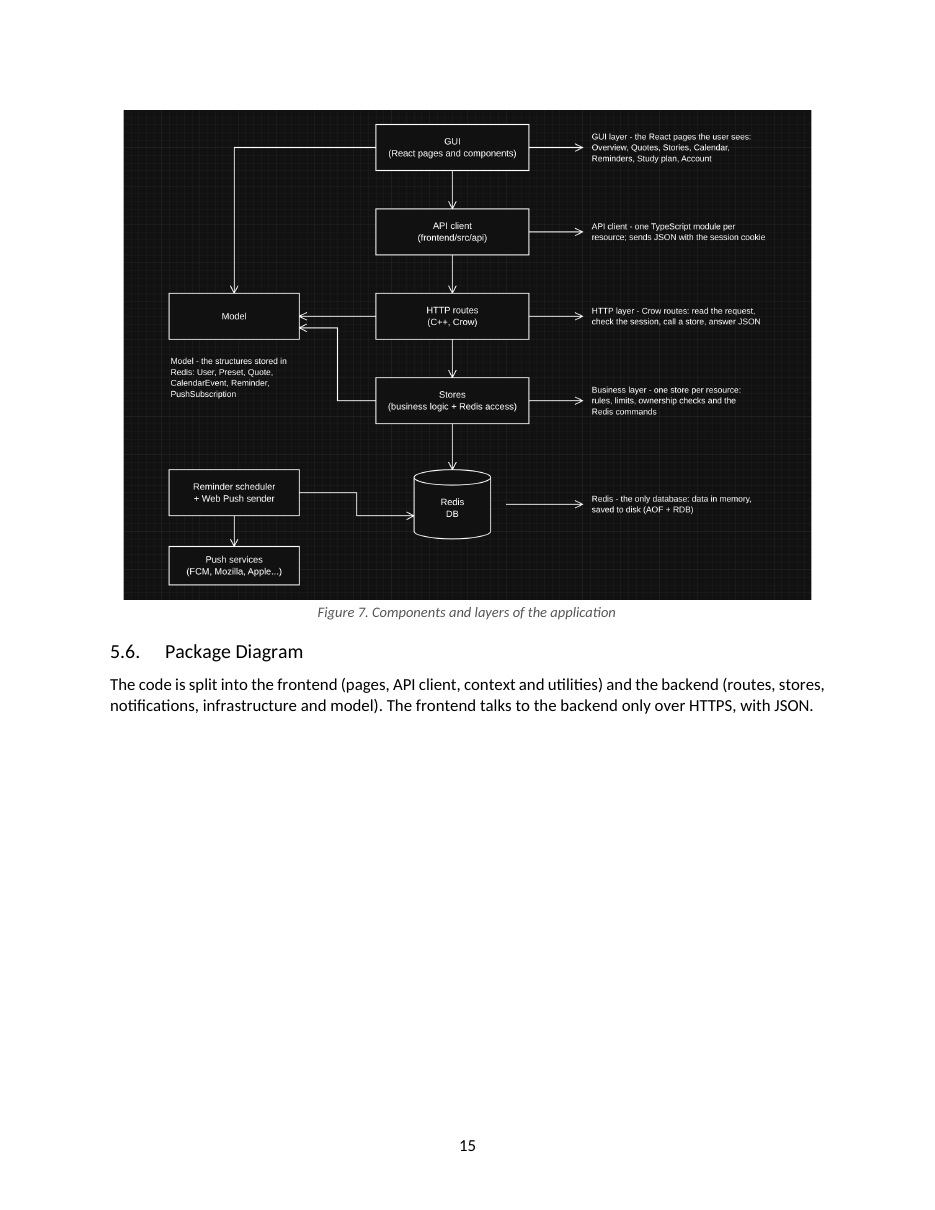 GUI
(React pages and components)
GUI layer - the React pages the user sees:
Overview, Quotes, Stories, Calendar,
Reminders, Study plan, Account
API client
(frontend/src/api)
API client - one TypeScript module per
resource; sends JSON with the session cookie
Model
HTTP routes
(C++, Crow)
HTTP layer - Crow routes: read the request,
check the session, call a store, answer JSON
Model - the structures stored in
Redis: User, Preset, Quote,
CalendarEvent, Reminder,
PushSubscription
Stores
(business logic + Redis access)
Business layer - one store per resource:
rules, limits, ownership checks and the
Redis commands
Reminder scheduler
+ Web Push sender
Redis
DB
Redis - the only database: data in memory,
saved to disk (AOF + RDB)
Push services
(FCM, Mozilla, Apple...)
Figure 7. Components and layers of the application
5.6. Package Diagram
The code is split into the frontend (pages, API client, context and utilities) and the backend (routes, stores,
notifications, infrastructure and model). The frontend talks to the backend only over HTTPS, with JSON.
15